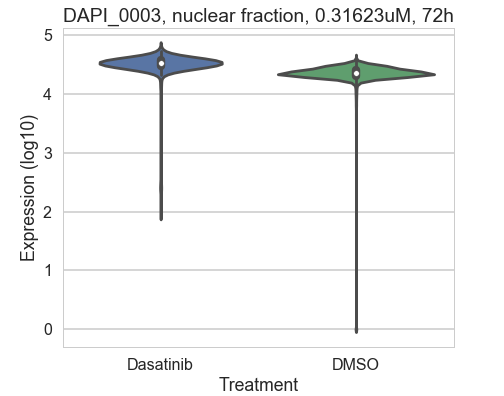 DAPI_0003, nuclear fraction, 0.31623uM, 72h
5
4
3
2
1
0
Expression (log10)
Dasatinib
DMSO
Treatment